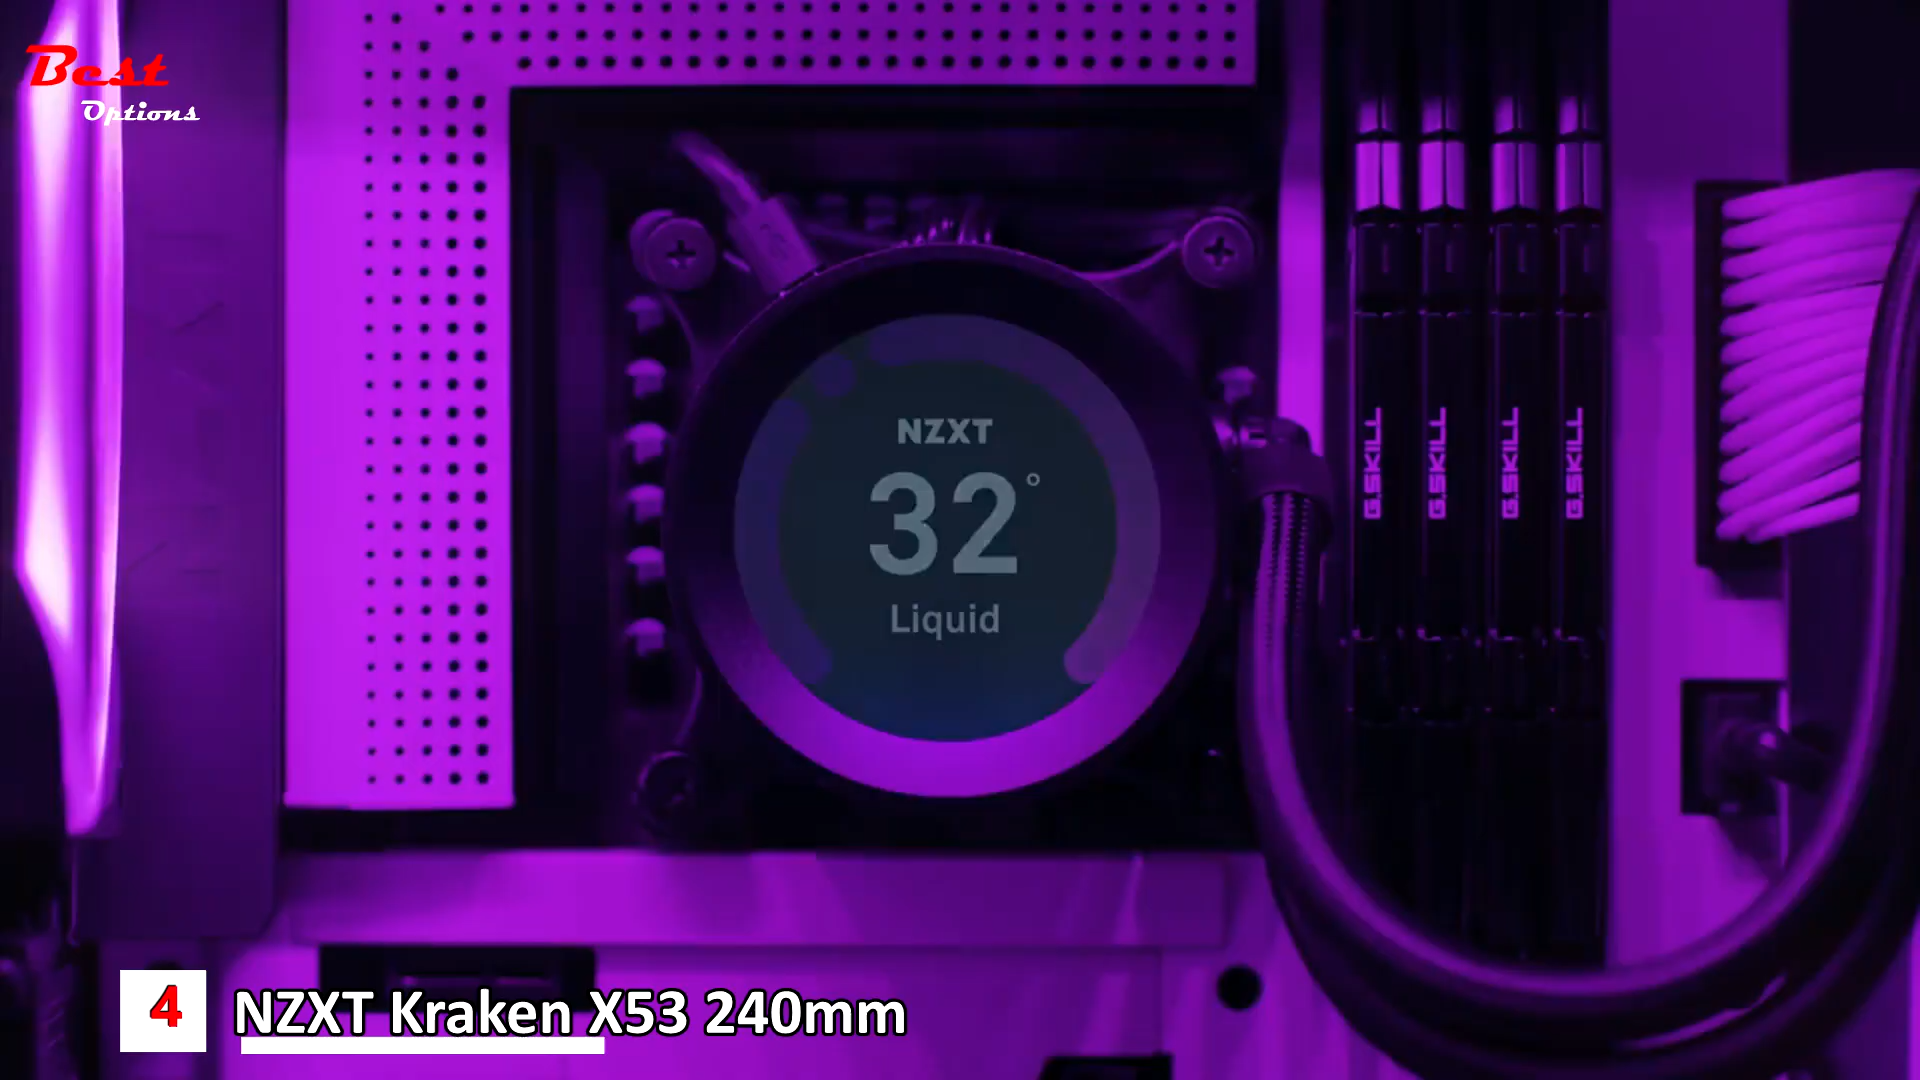 Best
Options
NZXT
32°
Liquid
G.SKILL
G.SKILL
G.SKILL
G.SKILL
4
NZXT Kraken X53 240mm